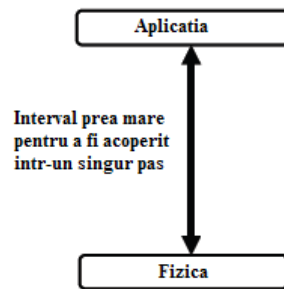 Aplicatia
Interval prea mare
pentru a fi acoperit
intr-un singur pas
Fizica